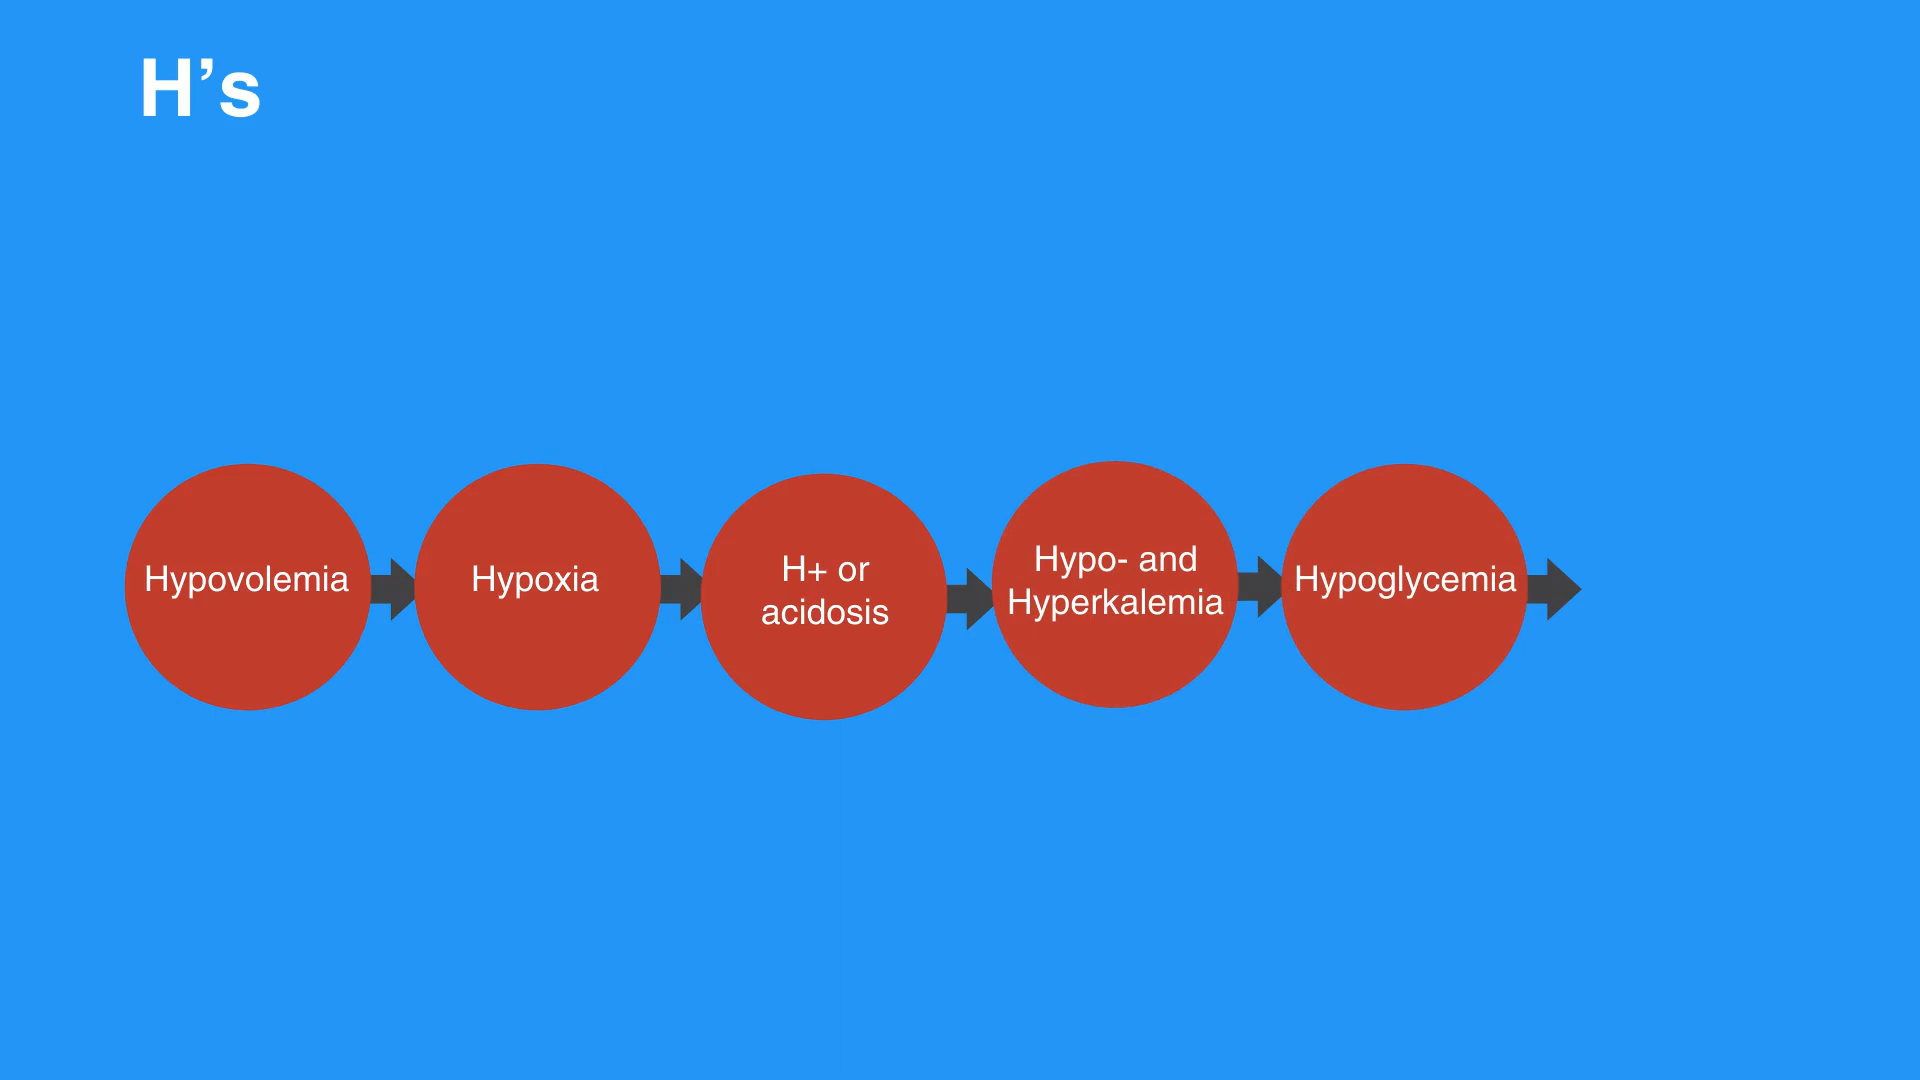 H’s
Hypovolemia
Hypoxia
H+ or
acidosis
Hypo- and
Hyperkalemia
Hypoglycemia